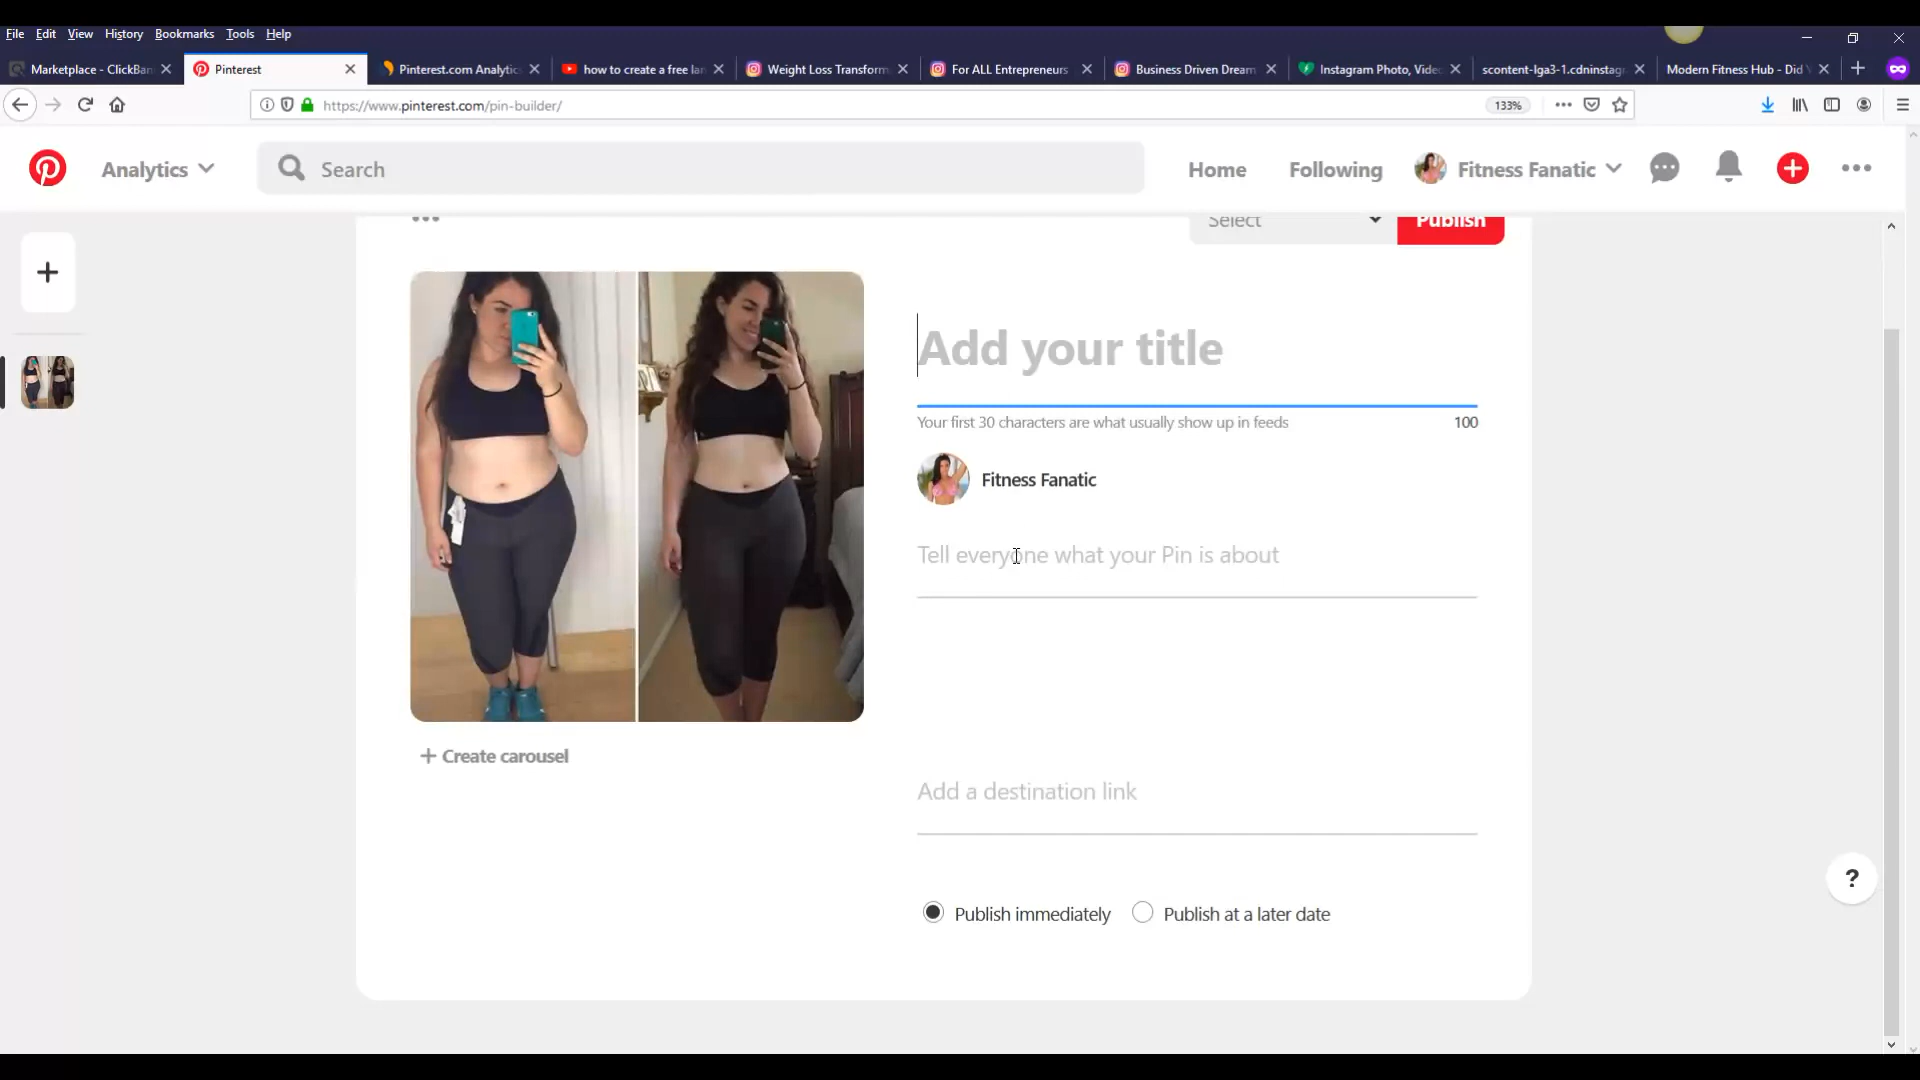 File Edit View History Bookmarks Tools Help
Marketplace - ClickBan
Pinterest
Pinterest.com Analytics
how to create a free lan
Weight Loss Transform
For ALL Entrepreneurs
Business Driven Dream
Instagram Photo, Vide
scontent-lga3-1.cdninstag
Modern Fitness Hub - Did
https://www.pinterest.com/pin-builder/
133%
Analytics
Search
Home
Following
Fitness Fanatic
Select
Publish
Add your title
Your first 30 characters are what usually show up in feeds 100
Fitness Fanatic
Tell everyone what your Pin is about
+ Create carousel
Add a destination link
Publish immediately
Publish at a later date
?